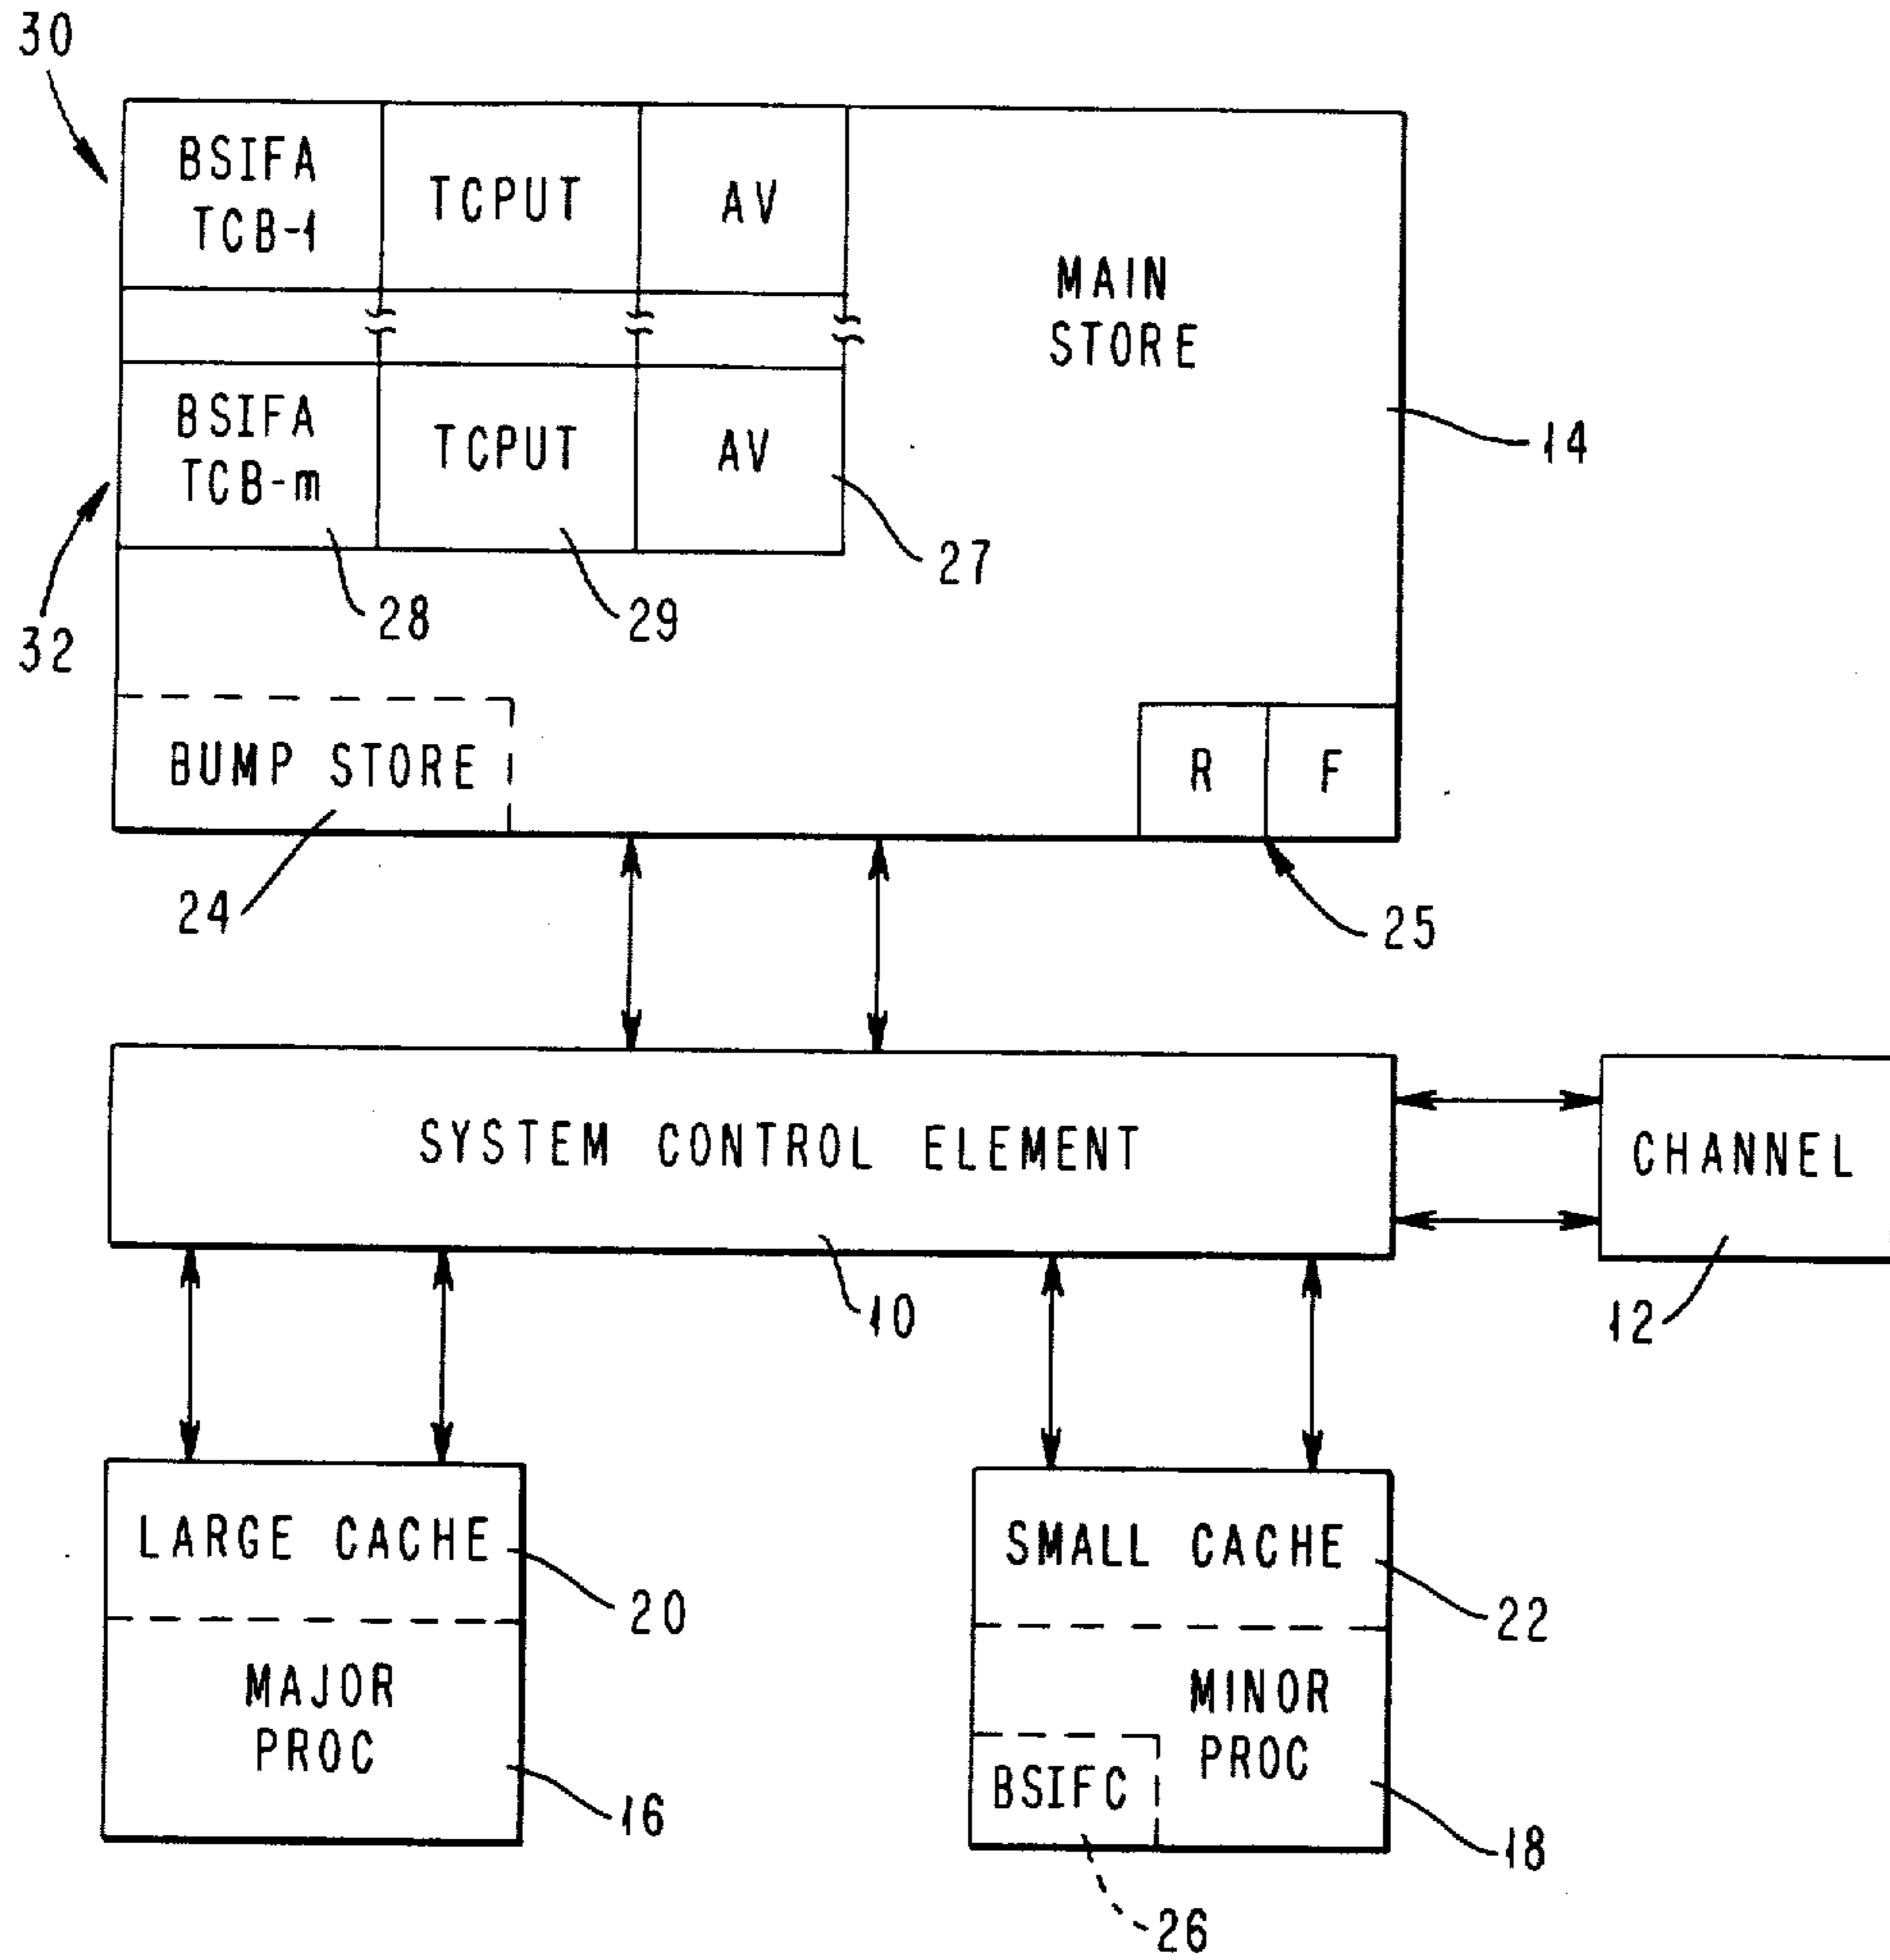 30
BSIFA
TCB-1
TCPUT
AV
MAIN
STORE
BSIFA
TCB-m
TCPUT
AV
14
27
28
29
32
BUMP STORE
R
F
24
25
SYSTEM CONTROL ELEMENT
CHANNEL
10
12
LARGE CACHE
SMALL CACHE
20
22
MAJOR
PROC
MINOR
PROC
BSIFC
16
18
26